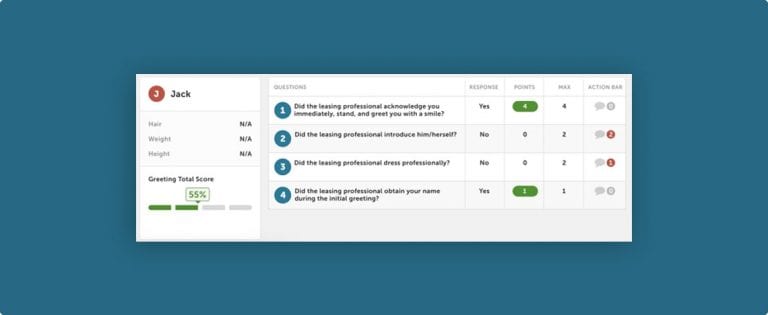 J Jack
Hair N/A
Weight N/A
Height N/A
Greeting Total Score
55%
QUESTIONS RESPONSE POINTS MAX ACTION BAR
1 Did the leasing professional acknowledge you
immediately, stand, and greet you with a smile? Yes 4 4 0
2 Did the leasing professional introduce him/herself? No 0 2 2
3 Did the leasing professional dress professionally? No 0 2 1
4 Did the leasing professional obtain your name
during the initial greeting? Yes 1 1 0